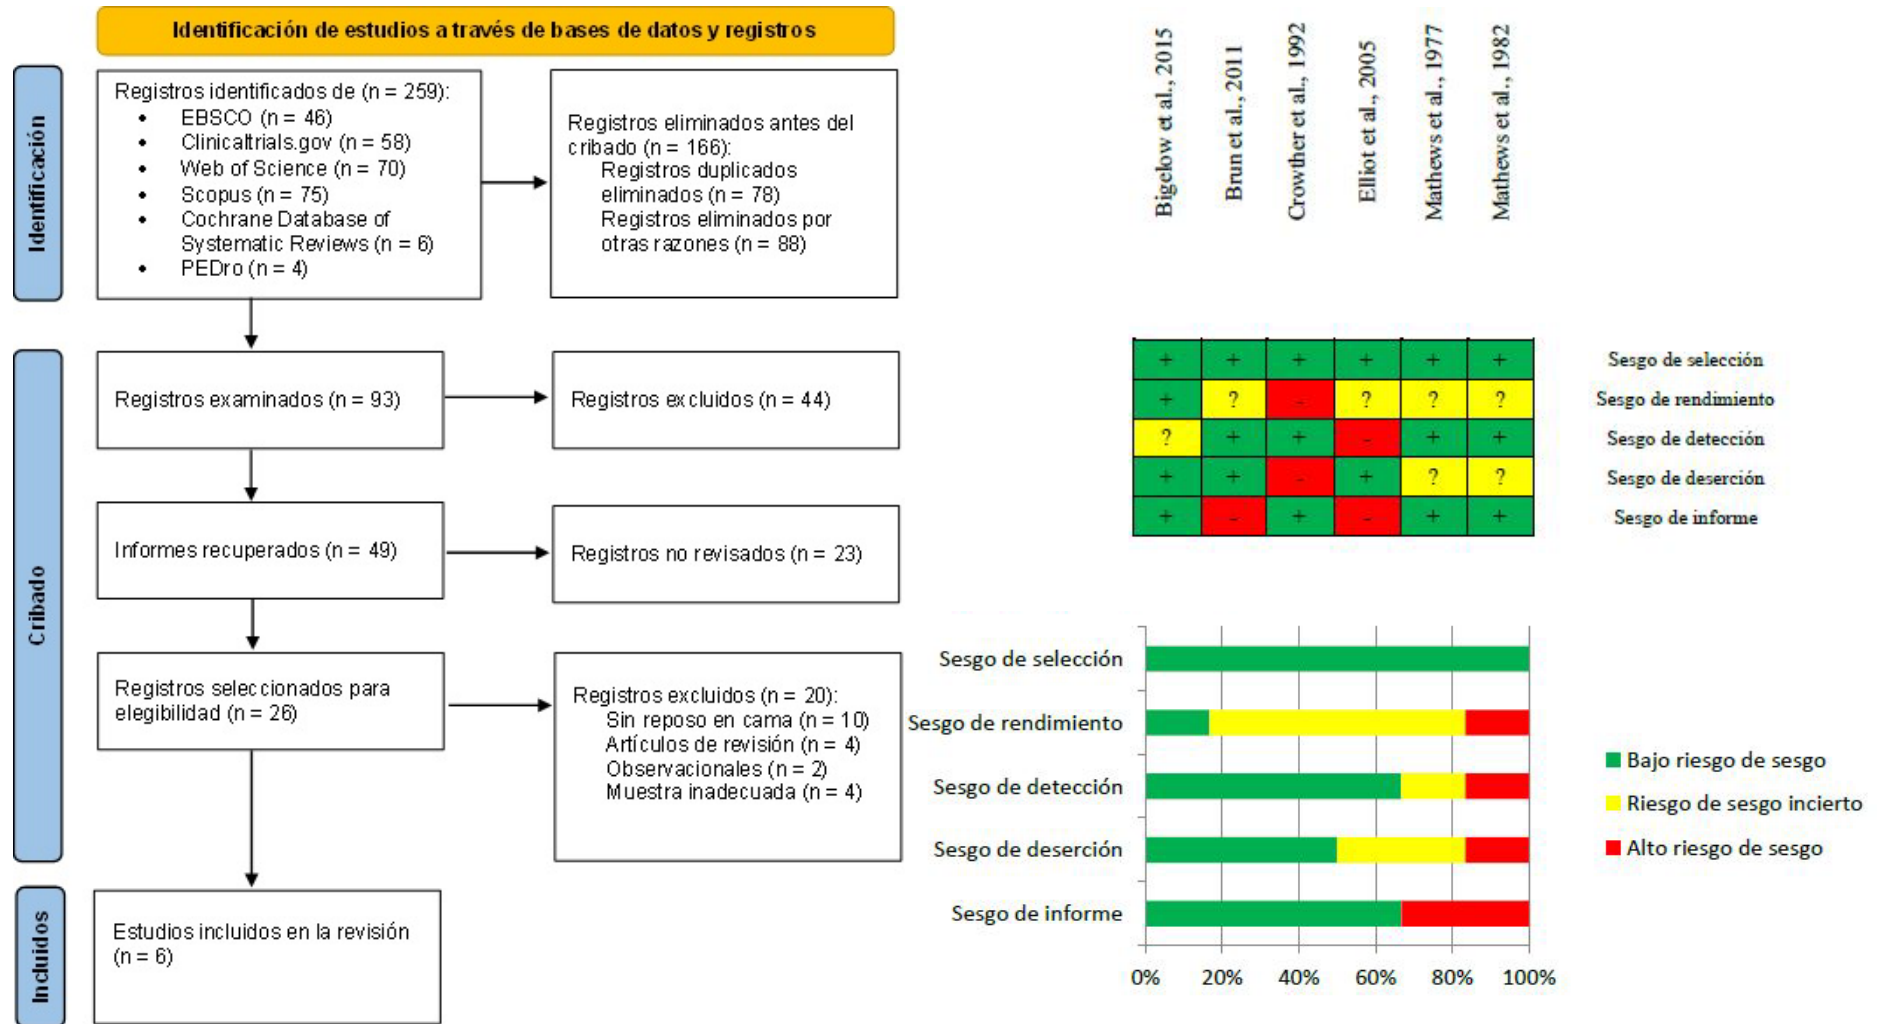 Identificación de estudios a través de bases de datos y registros
Identificación
Registros identificados de (n = 259):
• EBSCO (n = 46)
• Clinicaltrials.gov (n = 58)
• Web of Science (n = 70)
• Scopus (n = 75)
• Cochrane Database of
Systematic Reviews (n = 6)
• PEDro (n = 4)
Registros eliminados antes del
cribado (n = 166):
Registros duplicados
eliminados (n = 78)
Registros eliminados por
otras razones (n = 88)
Cribado
Registros examinados (n = 93)
Registros excluidos (n = 44)
Informes recuperados (n = 49)
Registros no revisados (n = 23)
Registros seleccionados para
elegibilidad (n = 26)
Registros excluidos (n = 20):
Sin reposo en cama (n = 10)
Artículos de revisión (n = 4)
Observacionales (n = 2)
Muestra inadecuada (n = 4)
Incluidos
Estudios incluidos en la revisión
(n = 6)
Bigelow et al., 2015
Brun et al., 2011
Crowther et al., 1992
Elliot et al., 2005
Mathews et al., 1977
Mathews et al., 1982
+ + + + + + Sesgo de selección
+ ? - ? ? ? Sesgo de rendimiento
? + + - + + Sesgo de detección
+ + - + ? ? Sesgo de deserción
+ - + - + + Sesgo de informe
Sesgo de selección
Sesgo de rendimiento
Sesgo de detección
Sesgo de deserción
Sesgo de informe
0% 20% 40% 60% 80% 100%
Bajo riesgo de sesgo
Riesgo de sesgo incierto
Alto riesgo de sesgo